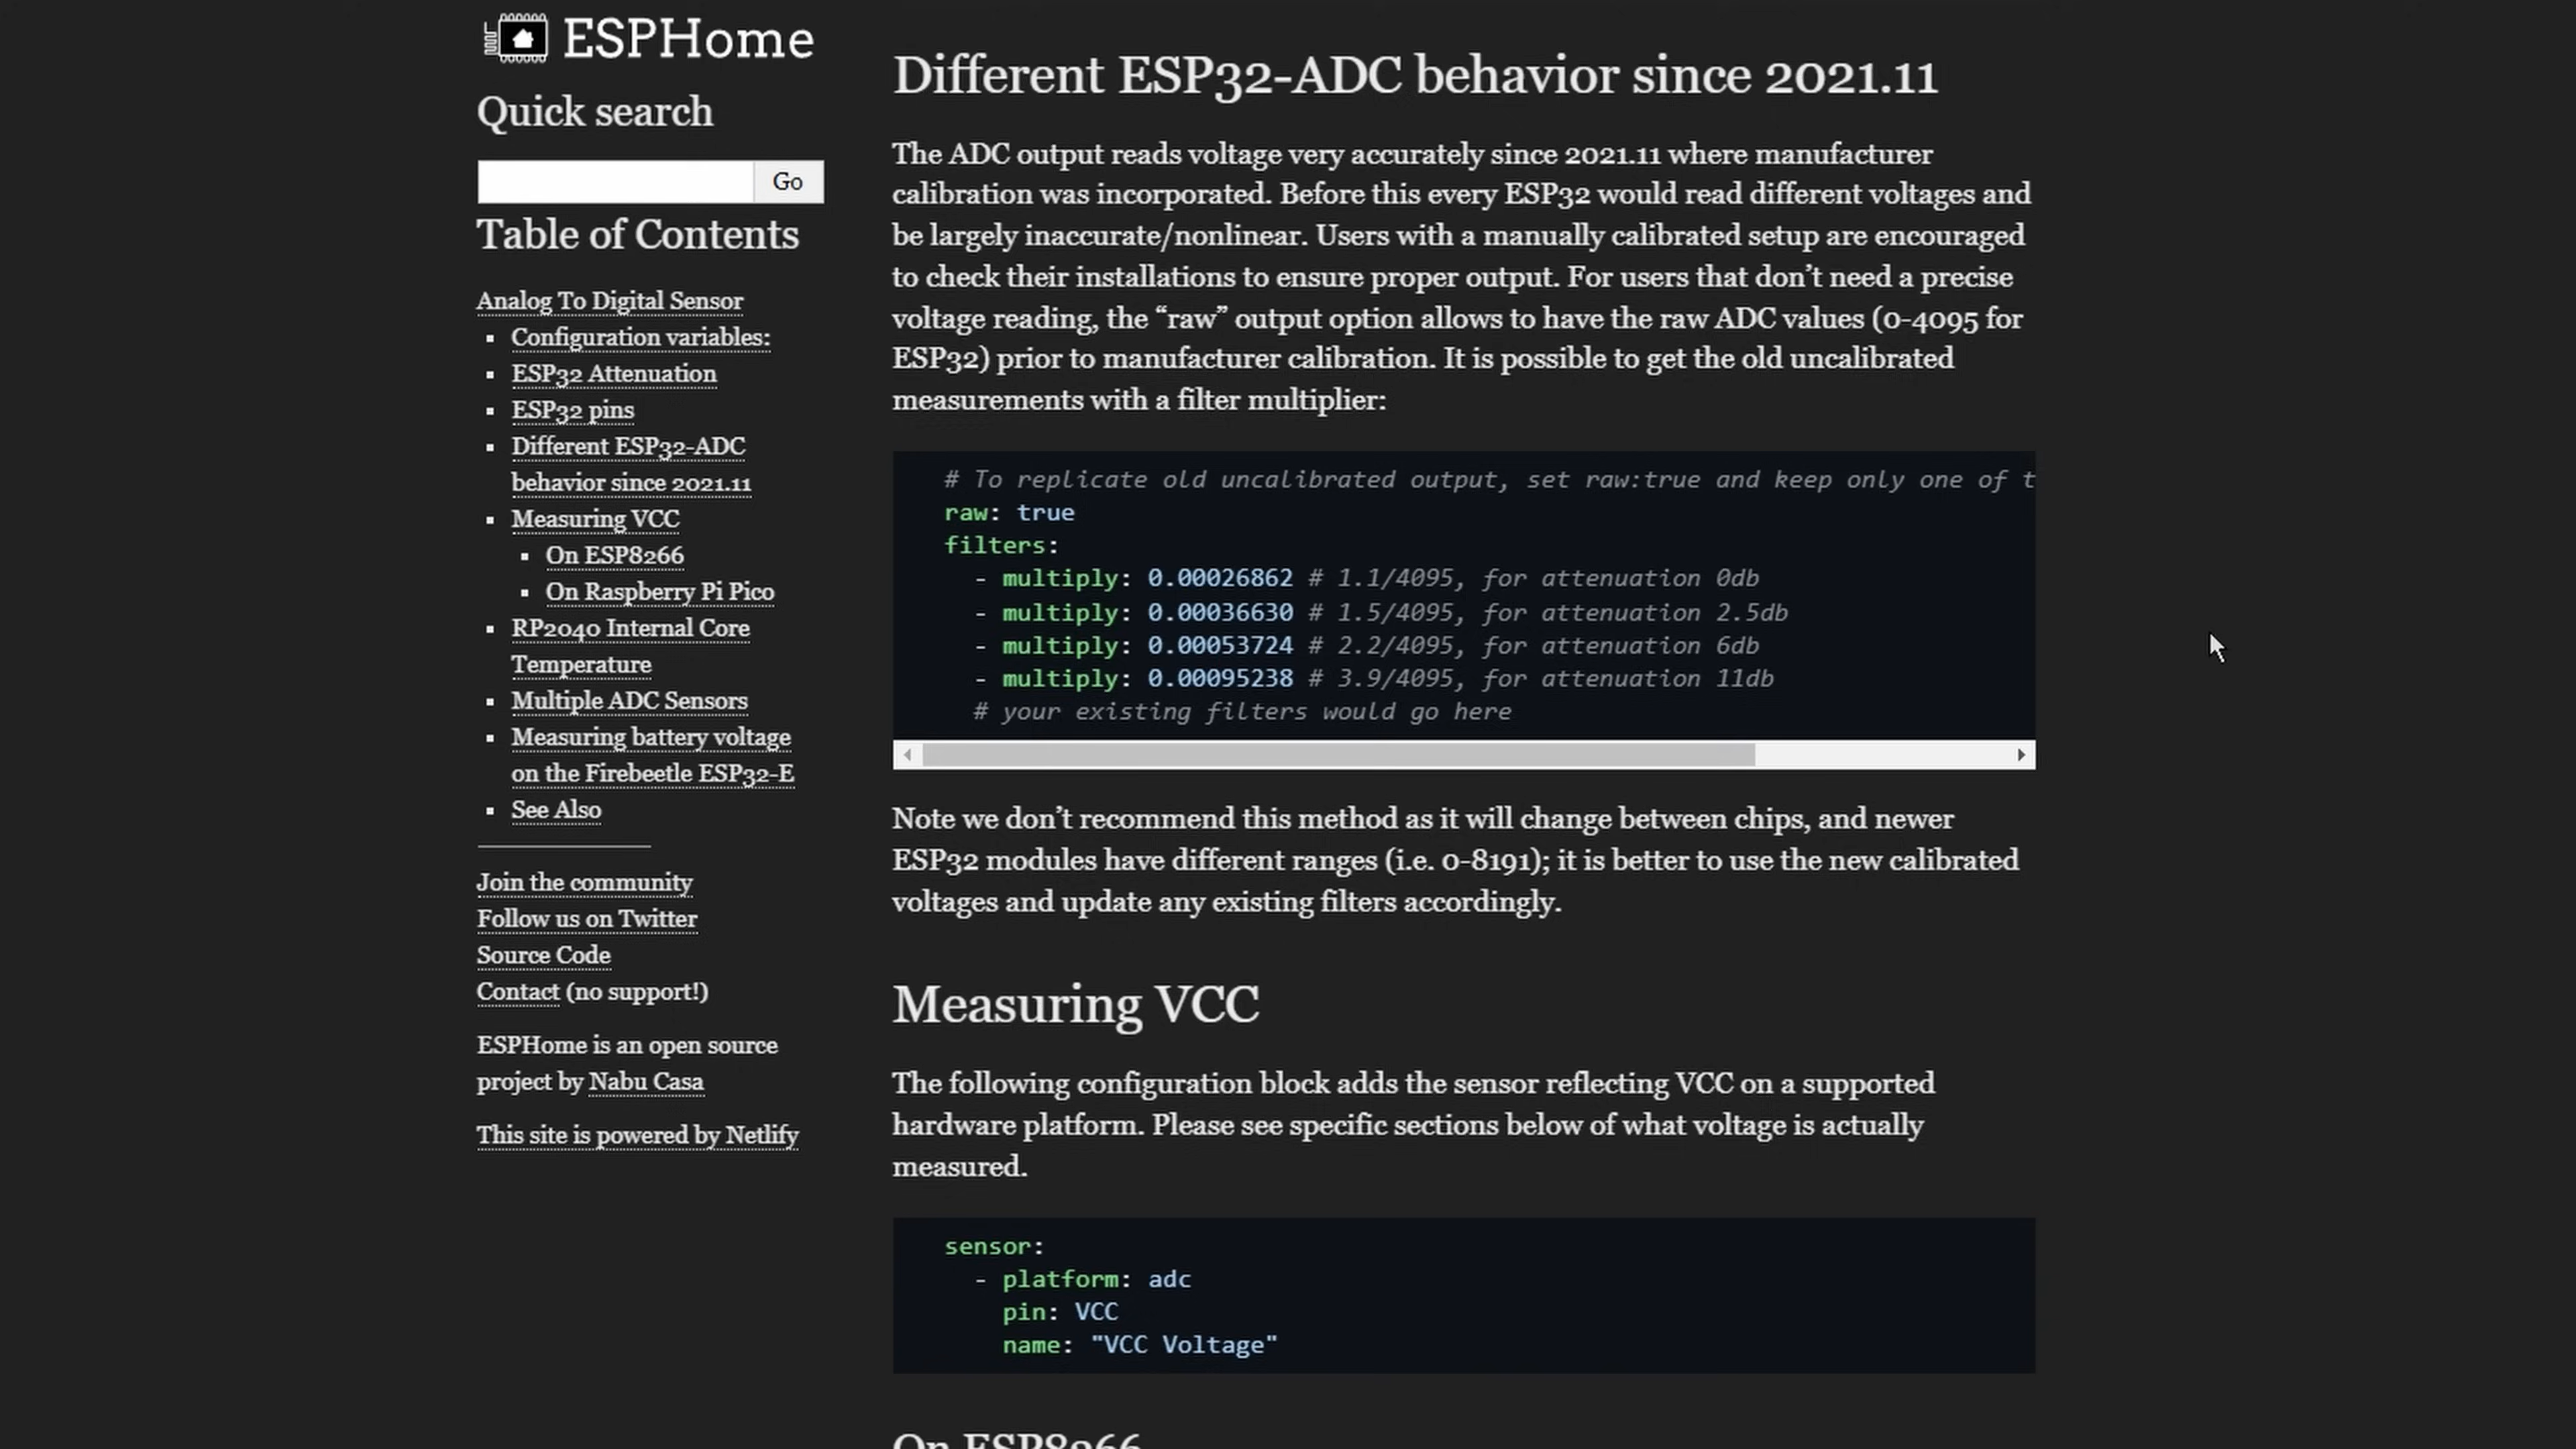 ESPHome
Quick search
Go
Table of Contents
Analog To Digital Sensor
Configuration variables:
ESP32 Attenuation
ESP32 pins
Different ESP32-ADC
behavior since 2021.11
Measuring VCC
On ESP8266
On Raspberry Pi Pico
RP2040 Internal Core
Temperature
Multiple ADC Sensors
Measuring battery voltage
on the Firebeetle ESP32-E
See Also
Join the community
Follow us on Twitter
Source Code
Contact (no support!)
ESPHome is an open source
project by Nabu Casa
This site is powered by Netlify
Different ESP32-ADC behavior since 2021.11
The ADC output reads voltage very accurately since 2021.11 where manufacturer
calibration was incorporated. Before this every ESP32 would read different voltages and
be largely inaccurate/nonlinear. Users with a manually calibrated setup are encouraged
to check their installations to ensure proper output. For users that don’t need a precise
voltage reading, the “raw” output option allows to have the raw ADC values (0-4095 for
ESP32) prior to manufacturer calibration. It is possible to get the old uncalibrated
measurements with a filter multiplier:
# To replicate old uncalibrated output, set raw:true and keep only one of t
raw: true
filters:
- multiply: 0.00026862 # 1.1/4095, for attenuation 0db
- multiply: 0.00036630 # 1.5/4095, for attenuation 2.5db
- multiply: 0.00053724 # 2.2/4095, for attenuation 6db
- multiply: 0.00095238 # 3.9/4095, for attenuation 11db
# your existing filters would go here
Note we don’t recommend this method as it will change between chips, and newer
ESP32 modules have different ranges (i.e. 0-8191); it is better to use the new calibrated
voltages and update any existing filters accordingly.
Measuring VCC
The following configuration block adds the sensor reflecting VCC on a supported
hardware platform. Please see specific sections below of what voltage is actually
measured.
sensor:
- platform: adc
pin: VCC
name: "VCC Voltage"
On ESP8266